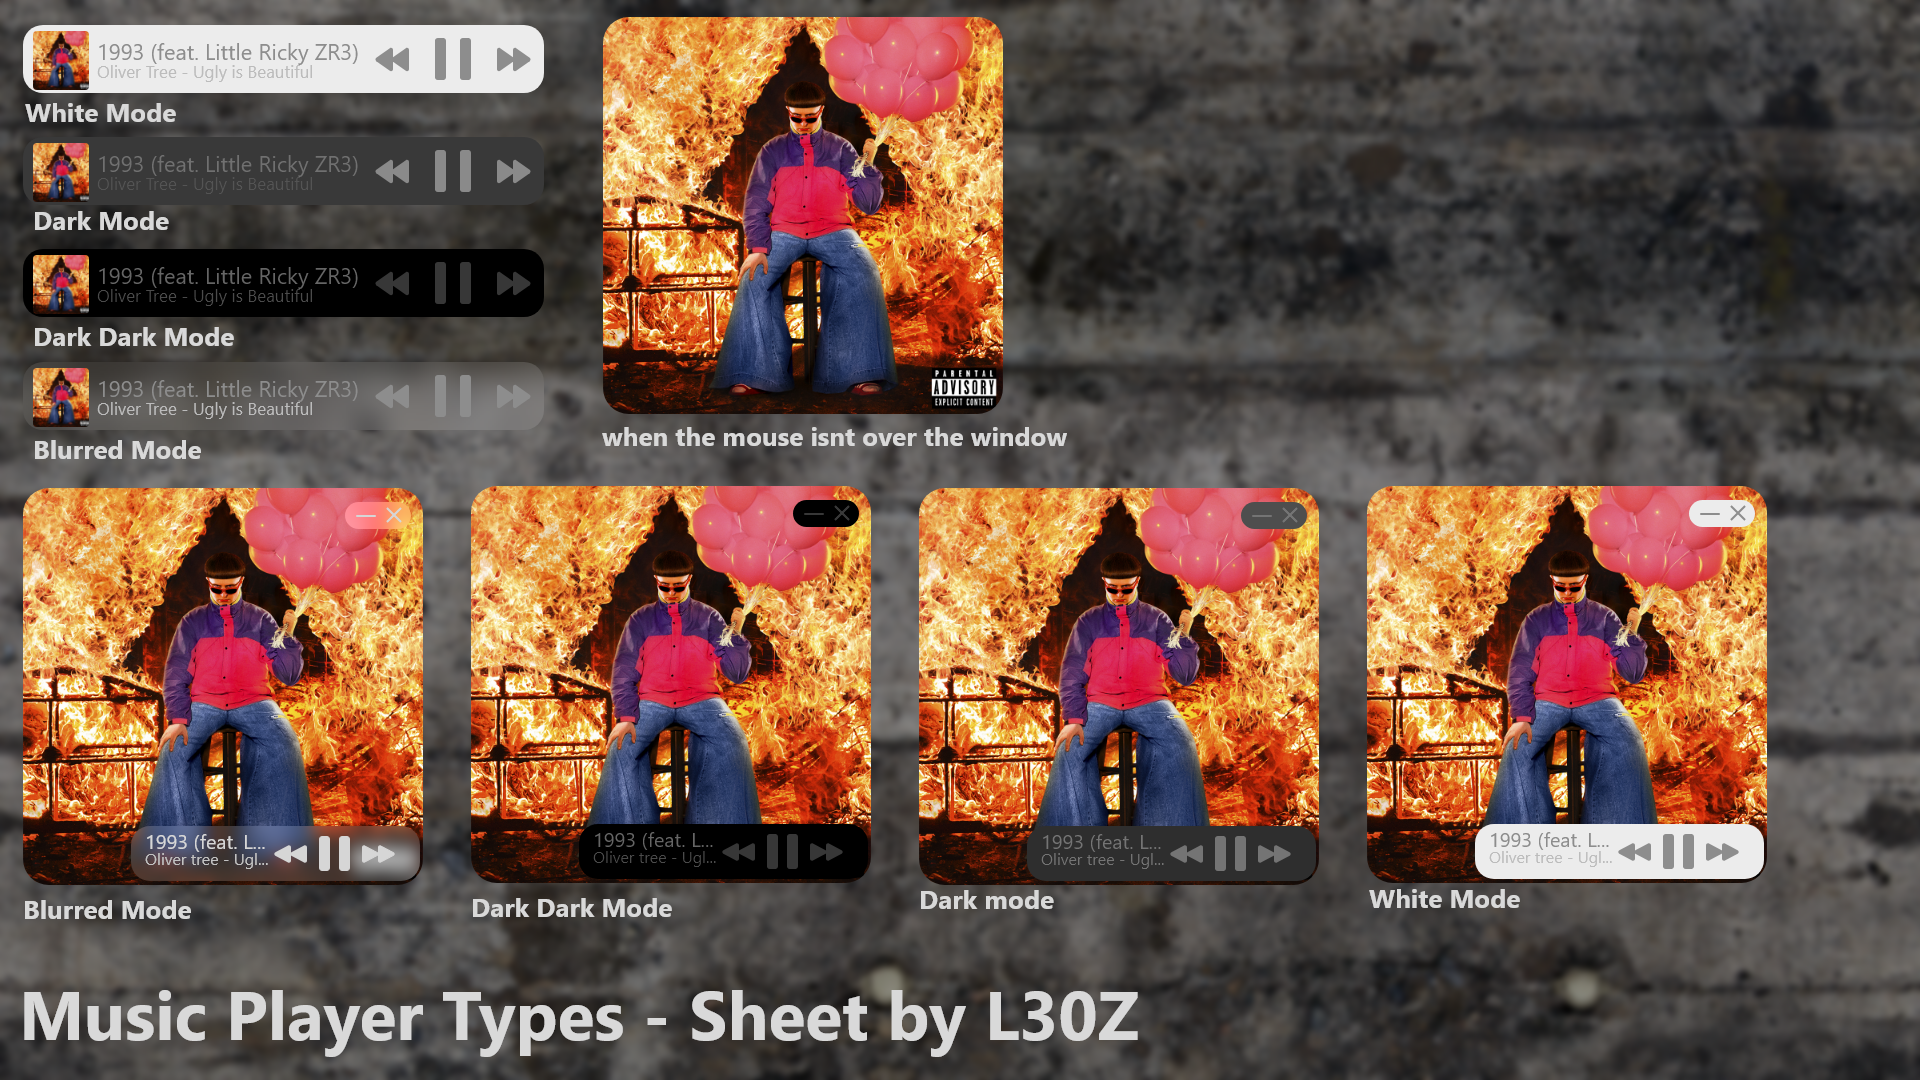 1993 (feat. Little Ricky ZR3)
Oliver Tree - Ugly is Beautiful
White Mode
1993 (feat. Little Ricky ZR3)
Oliver Tree - Ugly is Beautiful
Dark Mode
1993 (feat. Little Ricky ZR3)
Oliver Tree - Ugly is Beautiful
Dark Dark Mode
1993 (feat. Little Ricky ZR3)
Oliver Tree - Ugly is Beautiful
Blurred Mode
PARENTAL
ADVISORY
EXPLICIT CONTENT
when the mouse isnt over the window
1993 (feat. L...
Oliver tree - Ugl...
Blurred Mode
1993 (feat. L...
Oliver tree - Ugl...
Dark Dark Mode
1993 (feat. L...
Oliver tree - Ugl...
Dark mode
1993 (feat. L...
Oliver tree - Ugl...
White Mode
Music Player Types - Sheet by L30Z